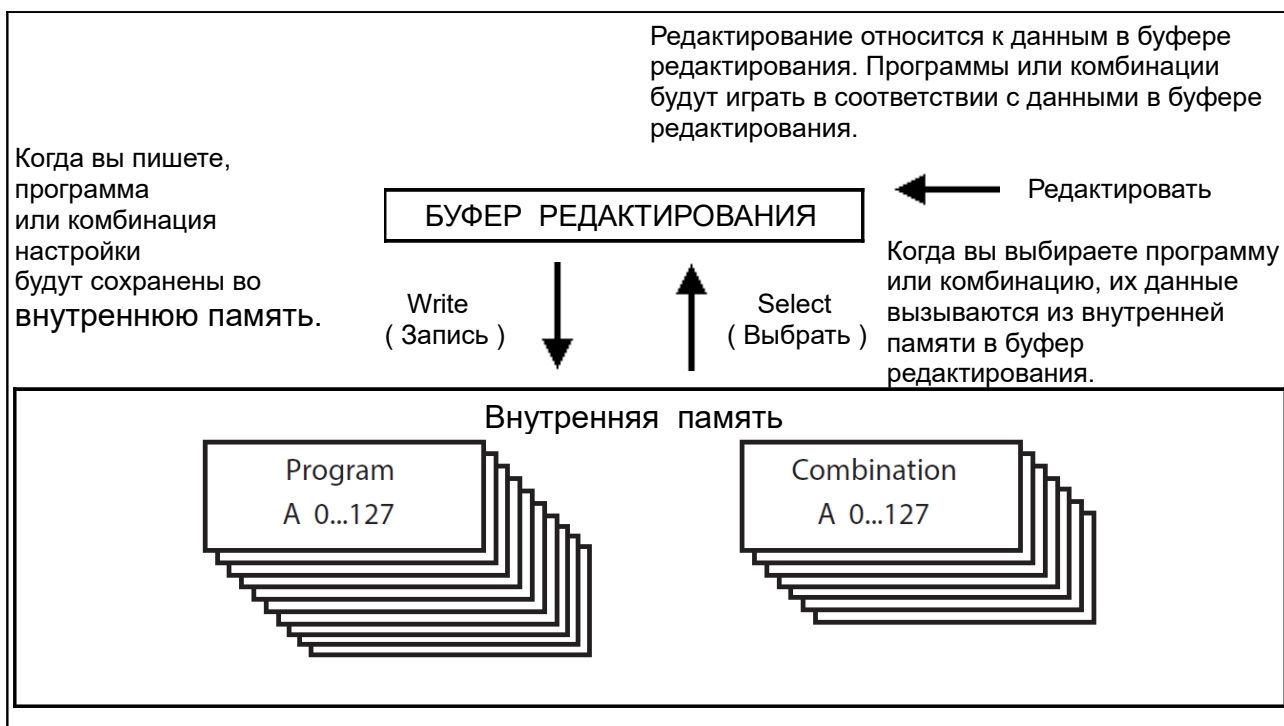 Редактирование относится к данным в буфере
редактирования. Программы или комбинации
будут играть в соответствии с данными в буфере
редактирования.
Когда вы пишете,
программа
или комбинация
настройки
будут сохранены во
внутреннюю память.
БУФЕР РЕДАКТИРОВАНИЯ
Редактировать
Write
( Запись )
Select
( Выбрать )
Когда вы выбираете программу
или комбинацию, их данные
вызываются из внутренней
памяти в буфер
редактирования.
Внутренняя память
Program
A 0...127
Combination
A 0...127